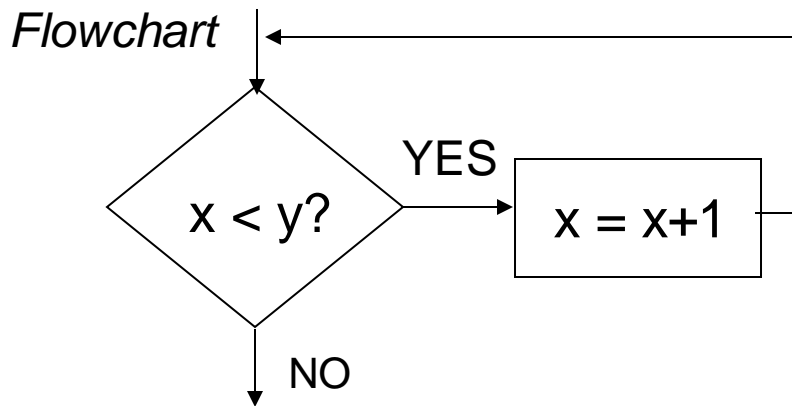 Flowchart
YES
x < y?
x = x+1
NO